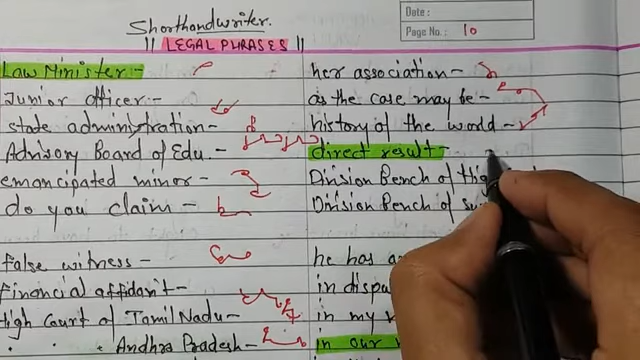 Date :
Page No.: 10
Shorthandwriter.
|| LEGAL PHRASES ||
Law Minister -
Junior officer -
state administration -
Advisory Board of Edu. -
emancipated minor -
do you claim -
false witness -
financial affidavit -
High Court of Tamil Nadu -
" " " Andhra Pradesh -
her association -
as the case may be -
history of the world -
direct result -
Division Bench of
Division Bench of
he has
in
in my
in our